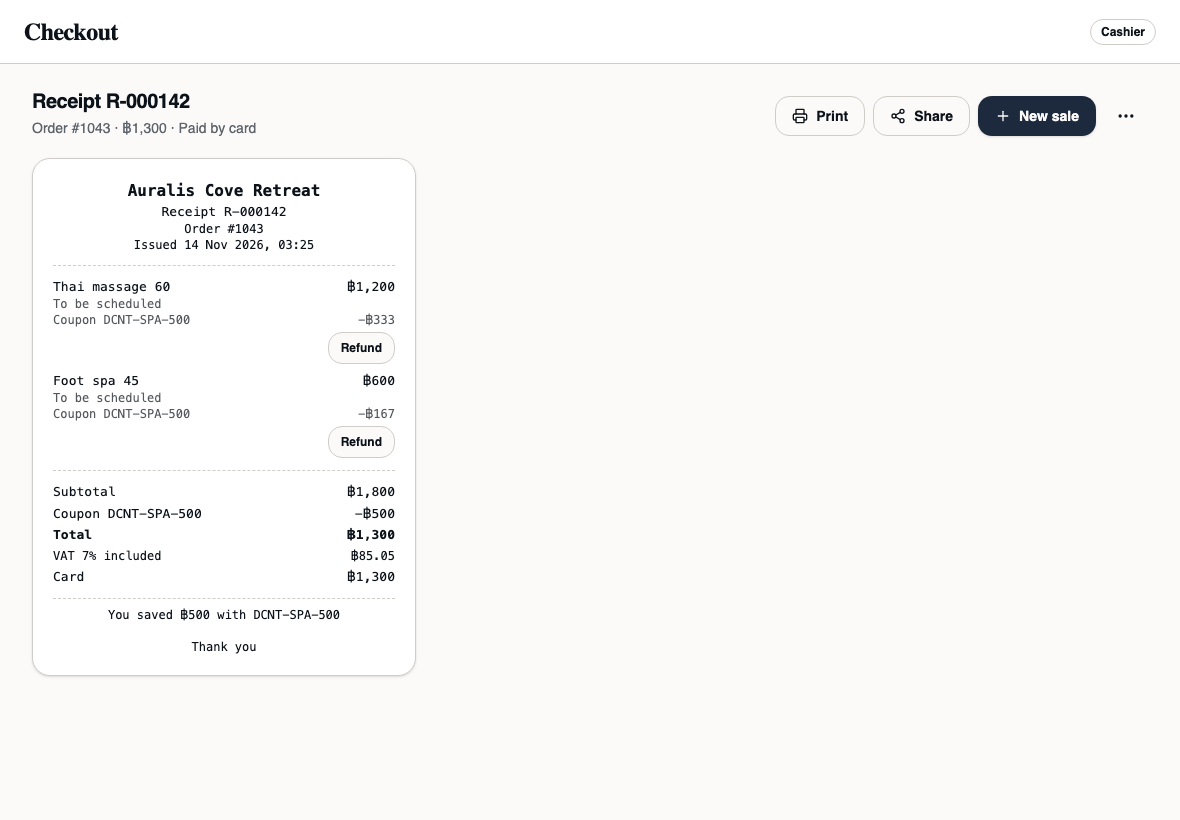 Checkout
Cashier
Receipt R-000142
Order #1043 · ฿1,300 · Paid by card
Print
Share
+ New sale
Auralis Cove Retreat
Receipt R-000142
Order #1043
Issued 14 Nov 2026, 03:25
Thai massage 60 ฿1,200
To be scheduled
Coupon DCNT-SPA-500 −฿333
Refund
Foot spa 45 ฿600
To be scheduled
Coupon DCNT-SPA-500 −฿167
Refund
Subtotal ฿1,800
Coupon DCNT-SPA-500 −฿500
Total ฿1,300
VAT 7% included ฿85.05
Card ฿1,300
You saved ฿500 with DCNT-SPA-500
Thank you